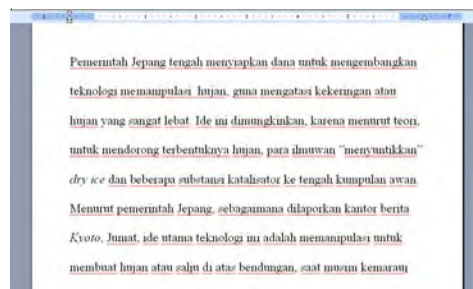 Pemerintah Jepang tengah menyiapkan dana untuk mengembangkan
teknologi memanipulasi hujan, guna mengatasi kekeringan atau
hujan yang sangat lebat. Ide ini dimungkinkan, karena menurut teori,
untuk mendorong terbentuknya hujan, para ilmuwan "menyuntikkan"
dry ice dan beberapa substansi katalisator ke tengah kumpulan awan.
Menurut pemerintah Jepang, sebagaimana dilaporkan kantor berita
Kyoto, Jumat, ide utama teknologi ini adalah memanipulasi untuk
membuat hujan atau salju di atas bendungan, saat musim kemarau